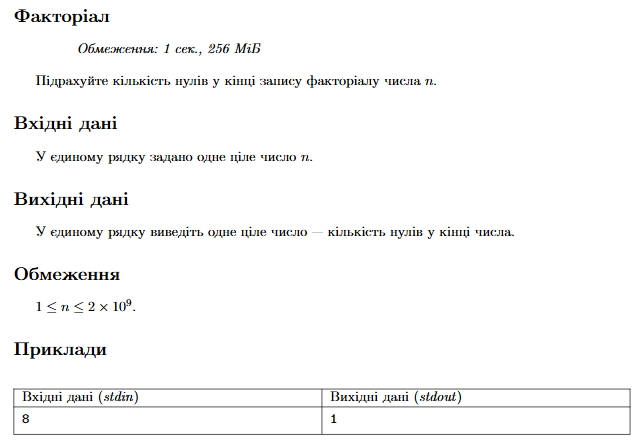 Факторіал
Обмеження: 1 сек., 256 МіБ
Підрахуйте кількість нулів у кінці запису факторіалу числа n.
Вхідні дані
У єдиному рядку задано одне ціле число n.
Вихідні дані
У єдиному рядку виведіть одне ціле число — кількість нулів у кінці числа.
Обмеження
1 ≤ n ≤ 2 × 10⁹.
Приклади
Вхідні дані (stdin) Вихідні дані (stdout)
8 1